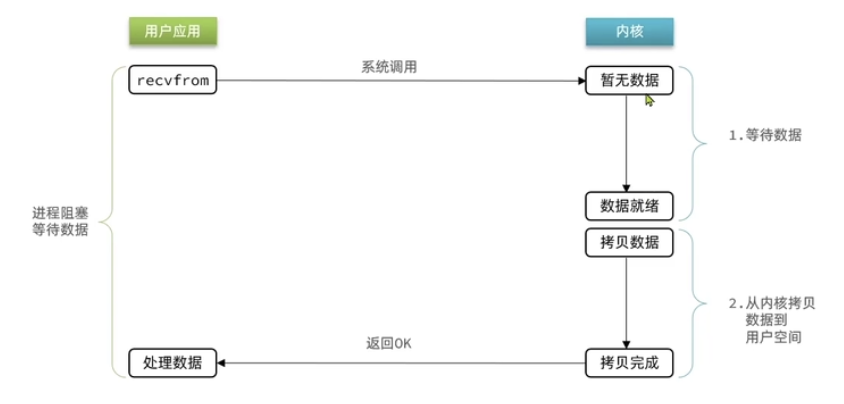 用户应用
内核
系统调用
recvfrom
暂无数据
1.等待数据
数据就绪
进程阻塞
等待数据
拷贝数据
2.从内核拷贝
数据到
用户空间
返回OK
处理数据
拷贝完成